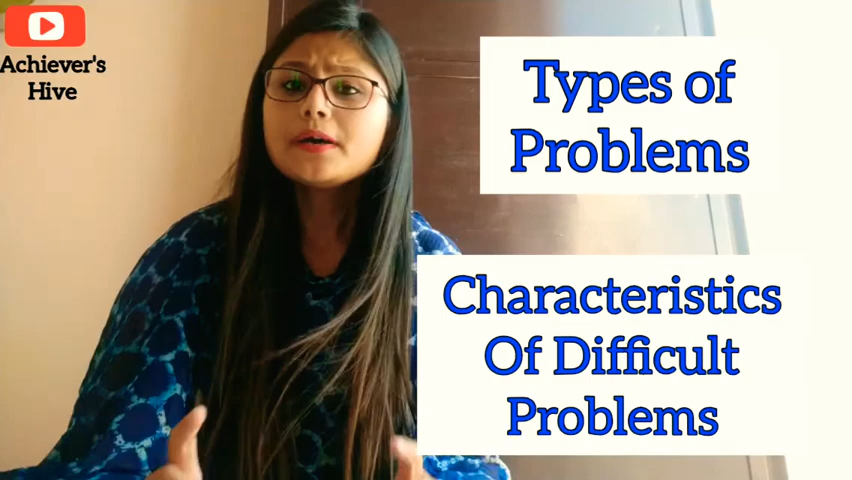 Achiever's
Hive
Types of
Problems
Characteristics
Of Difficult
Problems